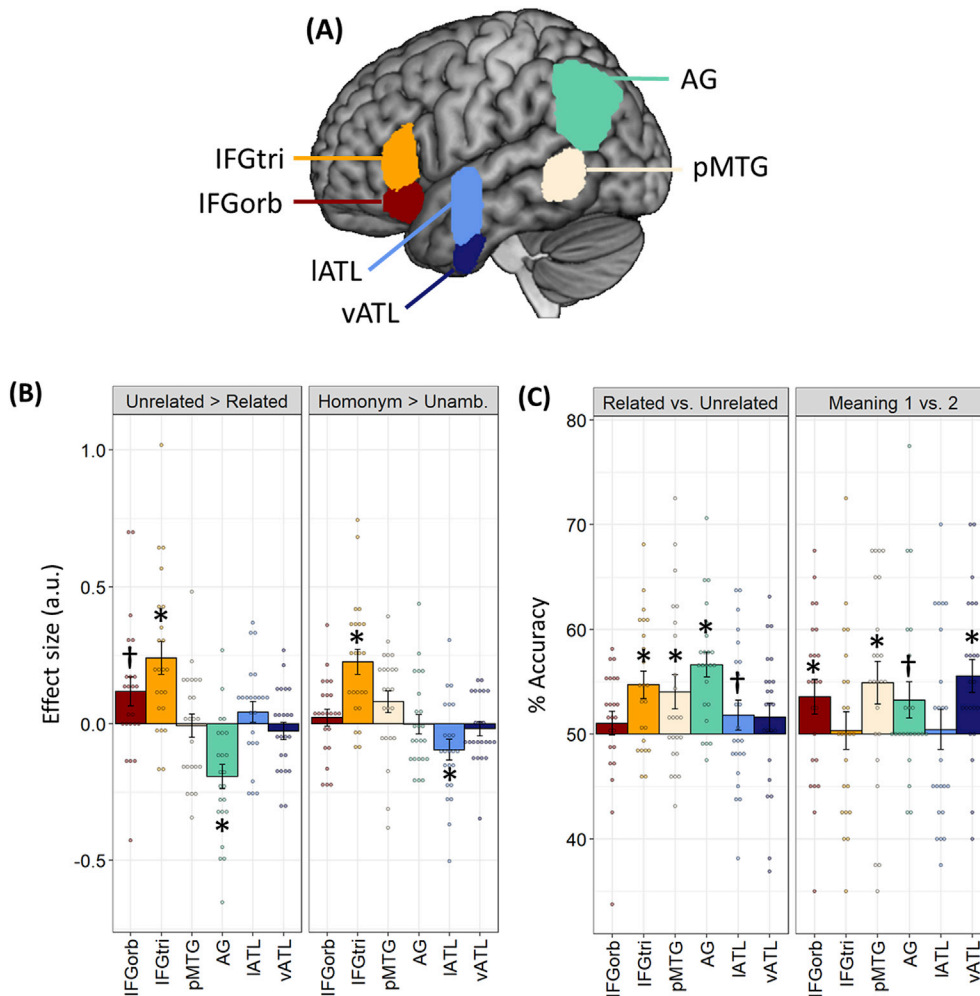 (A)
AG
IFGtri
pMTG
IFGorb
lATL
vATL
(B)
Unrelated > Related
Homonym > Unamb.
Effect size (a.u.)
1.0
0.5
0.0
-0.5
†
*
*
*
*
IFGorb
IFGtri
pMTG
AG
lATL
vATL
IFGorb
IFGtri
pMTG
AG
lATL
vATL
(C)
Related vs. Unrelated
Meaning 1 vs. 2
% Accuracy
80
70
60
50
40
*
*
*
†
*
*
†
*
IFGorb
IFGtri
pMTG
AG
lATL
vATL
IFGorb
IFGtri
pMTG
AG
lATL
vATL